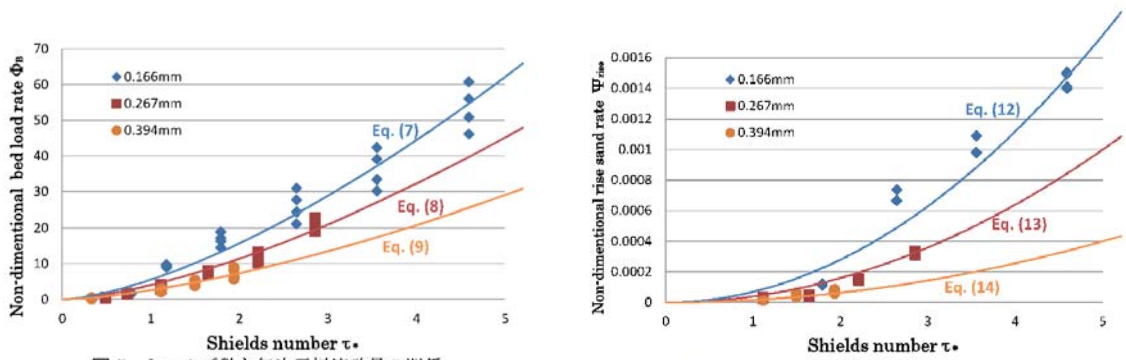 70
60
50
40
30
20
10
0
0 1 2 3 4 5
Non-dimentional bed load rate Φ_B
0.166mm
0.267mm
0.394mm
Eq. (7)
Eq. (8)
Eq. (9)
Shields number τ*
0.0016
0.0014
0.0012
0.001
0.0008
0.0006
0.0004
0.0002
0
0 1 2 3 4 5
Non-dimentional rise sand rate Ψ_rise
0.166mm
0.267mm
0.394mm
Eq. (12)
Eq. (13)
Eq. (14)
Shields number τ*